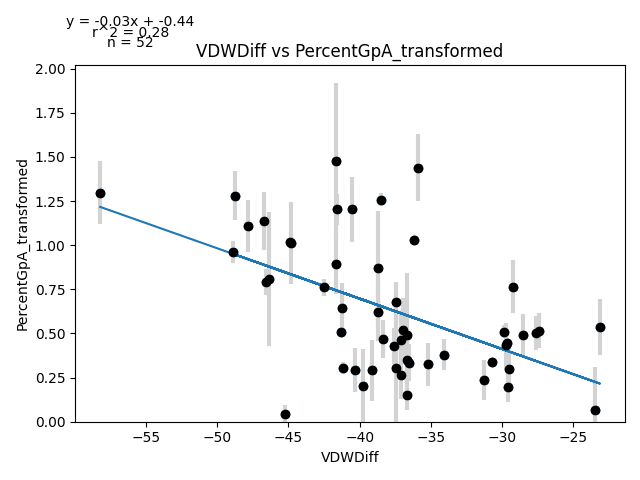 y = -0.03x + -0.44
r^2 = 0.28
n = 52
VDWDiff vs PercentGpA_transformed
2.00
1.75
1.50
1.25
1.00
0.75
0.50
0.25
0.00
PercentGpA_transformed
−55 −50 −45 −40 −35 −30 −25
VDWDiff